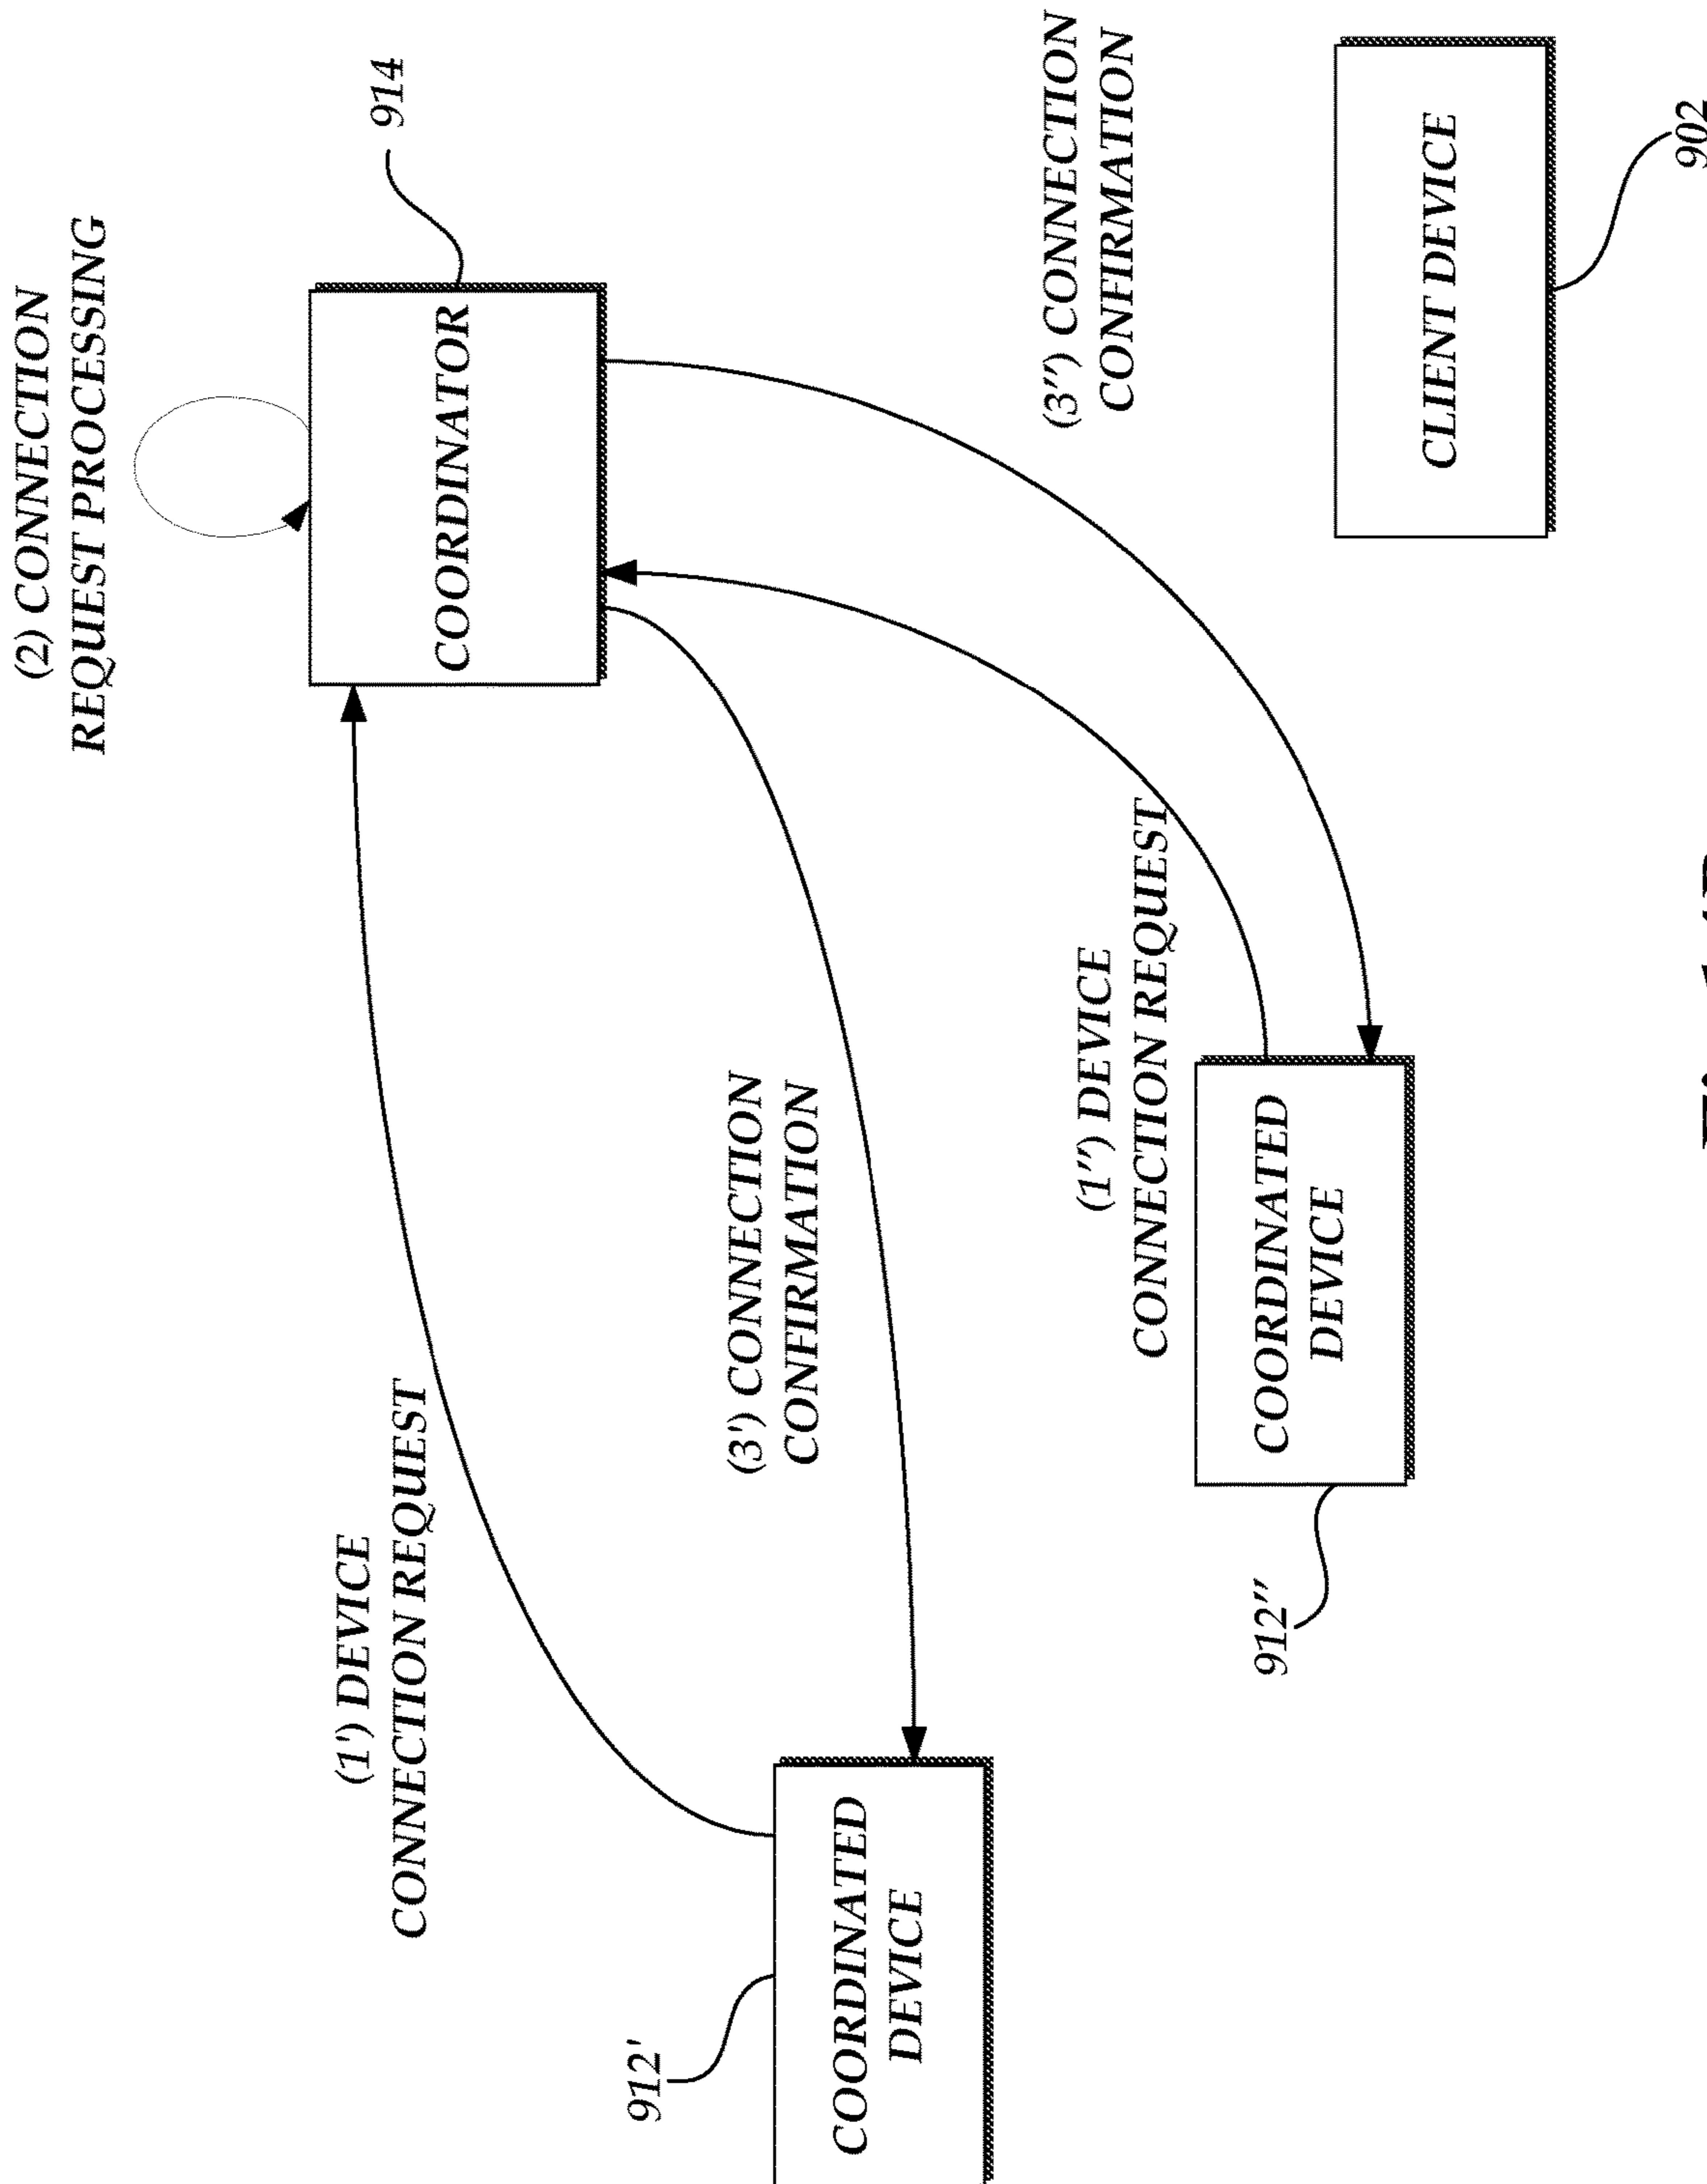 (2) CONNECTION
REQUEST PROCESSING
914
COORDINATOR
(1') DEVICE
CONNECTION REQUEST
(3') CONNECTION
CONFIRMATION
912'
COORDINATED
DEVICE
(1'') DEVICE
CONNECTION REQUEST
(3'') CONNECTION
CONFIRMATION
COORDINATED
DEVICE
912''
CLIENT DEVICE
902